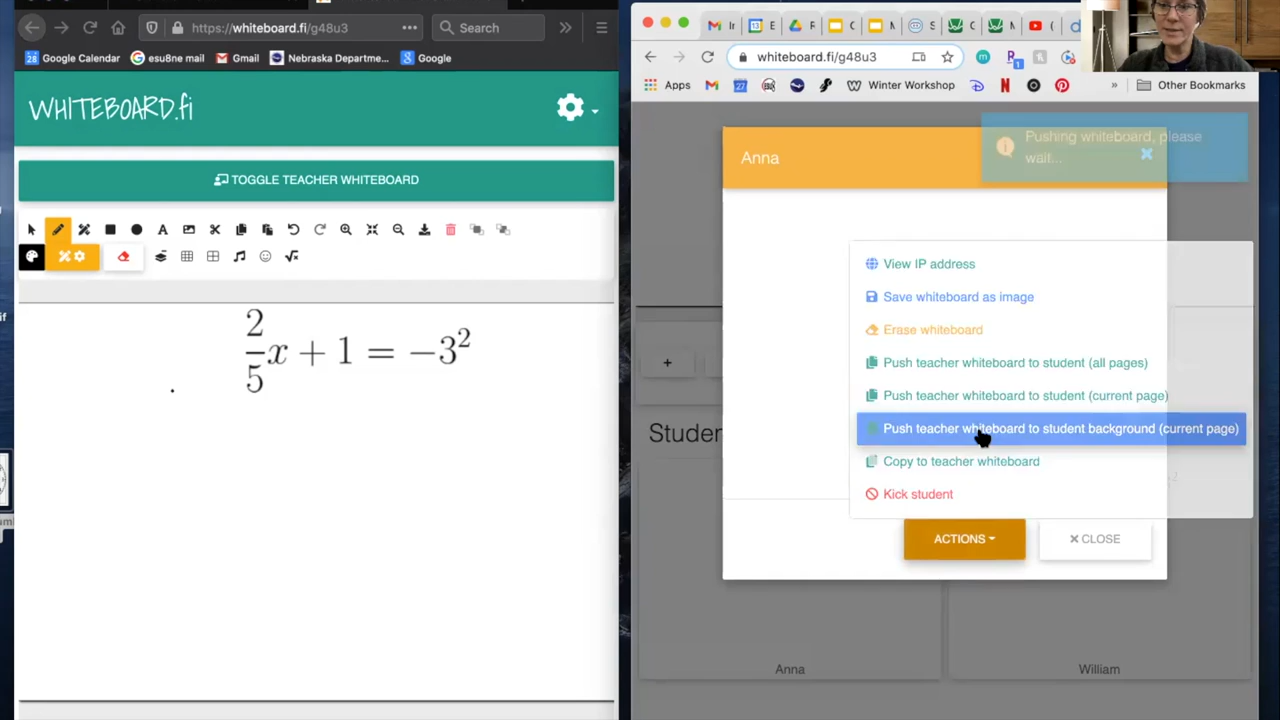 https://whiteboard.fi/g48u3
Search
Google Calendar
esu8ne mail
Gmail
Nebraska Departme...
Google
WHITEBOARD.fi
TOGGLE TEACHER WHITEBOARD
A
2/5 x + 1 = −3²
whiteboard.fi/g48u3
Apps
Winter Workshop
Other Bookmarks
Anna
Pushing whiteboard, please
wait...
View IP address
Save whiteboard as image
Erase whiteboard
Push teacher whiteboard to student (all pages)
Push teacher whiteboard to student (current page)
Push teacher whiteboard to student background (current page)
Copy to teacher whiteboard
Kick student
Studen
ACTIONS
CLOSE
Anna
William